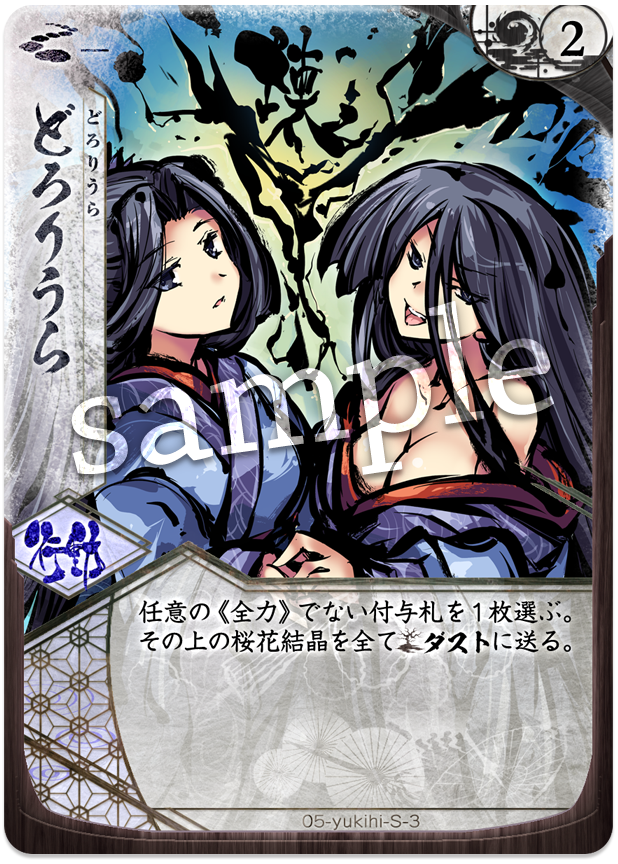 2
どろりうら
どろりうら
sample
行動
任意の《全力》でない付与札を1枚選ぶ。
その上の桜花結晶を全てダストに送る。
05-yukihi-S-3